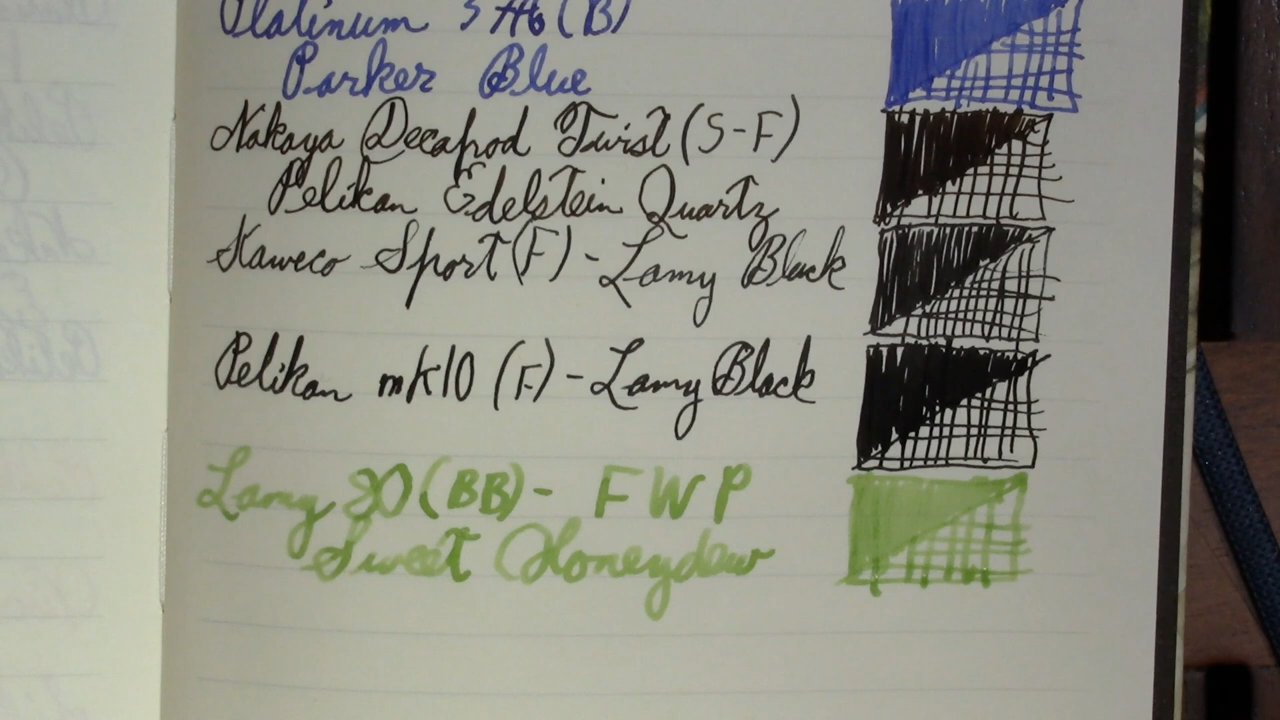 Platinum 3776 (B)
Parker Blue
Nakaya Decapod Twist (S-F)
Pelikan Edelstein Quartz
Kaweco Sport (F) - Lamy Black
Pelikan mk10 (F) - Lamy Black
Lamy 80 (BB) - FWP
Sweet Honeydew